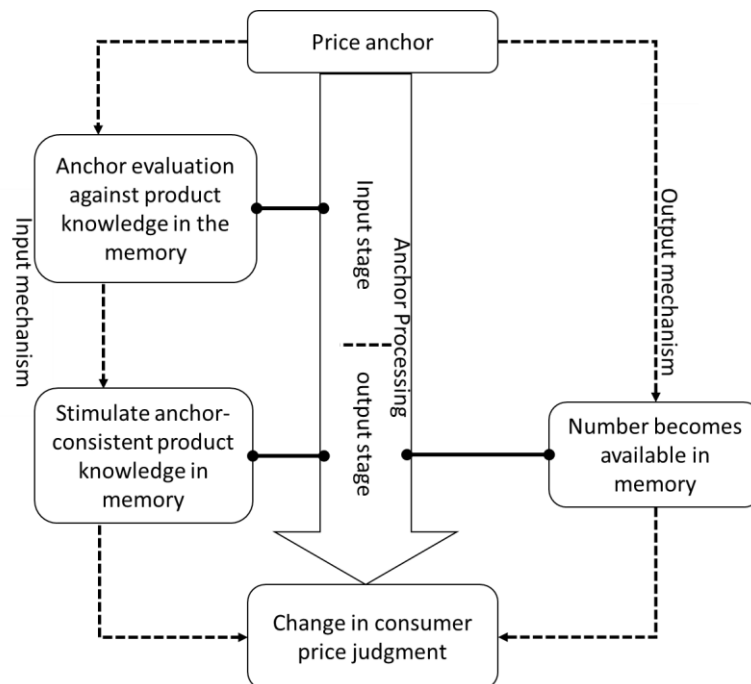 Price anchor
Anchor evaluation
against product
knowledge in the
memory
Input mechanism
Input stage
Anchor Processing
output stage
Output mechanism
Stimulate anchor-
consistent product
knowledge in
memory
Number becomes
available in
memory
Change in consumer
price judgment